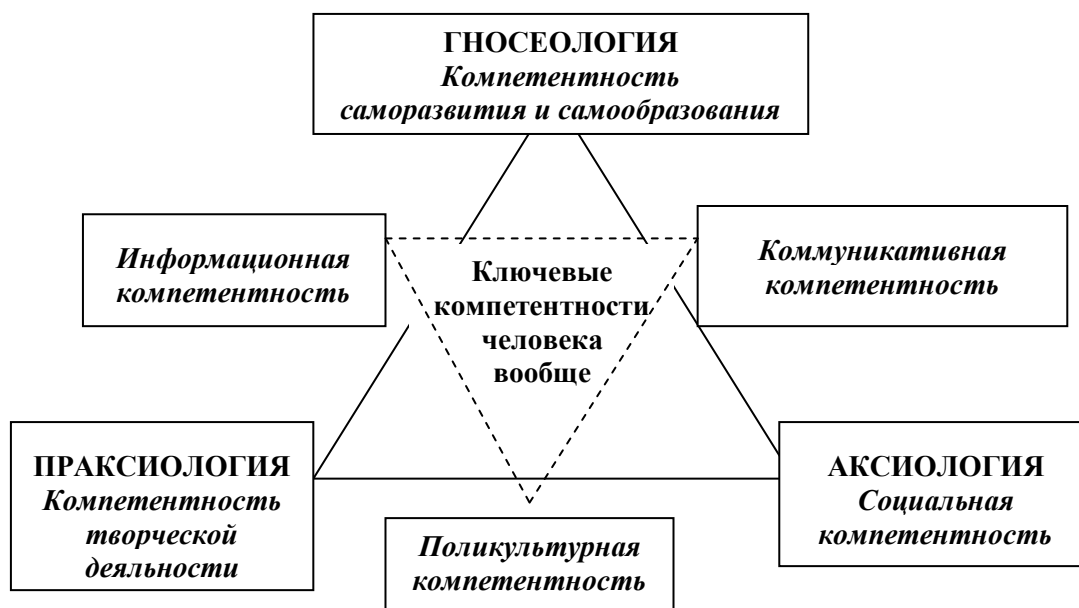 ГНОСЕОЛОГИЯ
Компетентность
саморазвития и самообразования
Информационная
компетентность
Коммуникативная
компетентность
Ключевые
компетентности
человека
вообще
ПРАКСИОЛОГИЯ
Компетентность
творческой
деяльности
АКСИОЛОГИЯ
Социальная
компетентность
Поликультурная
компетентность